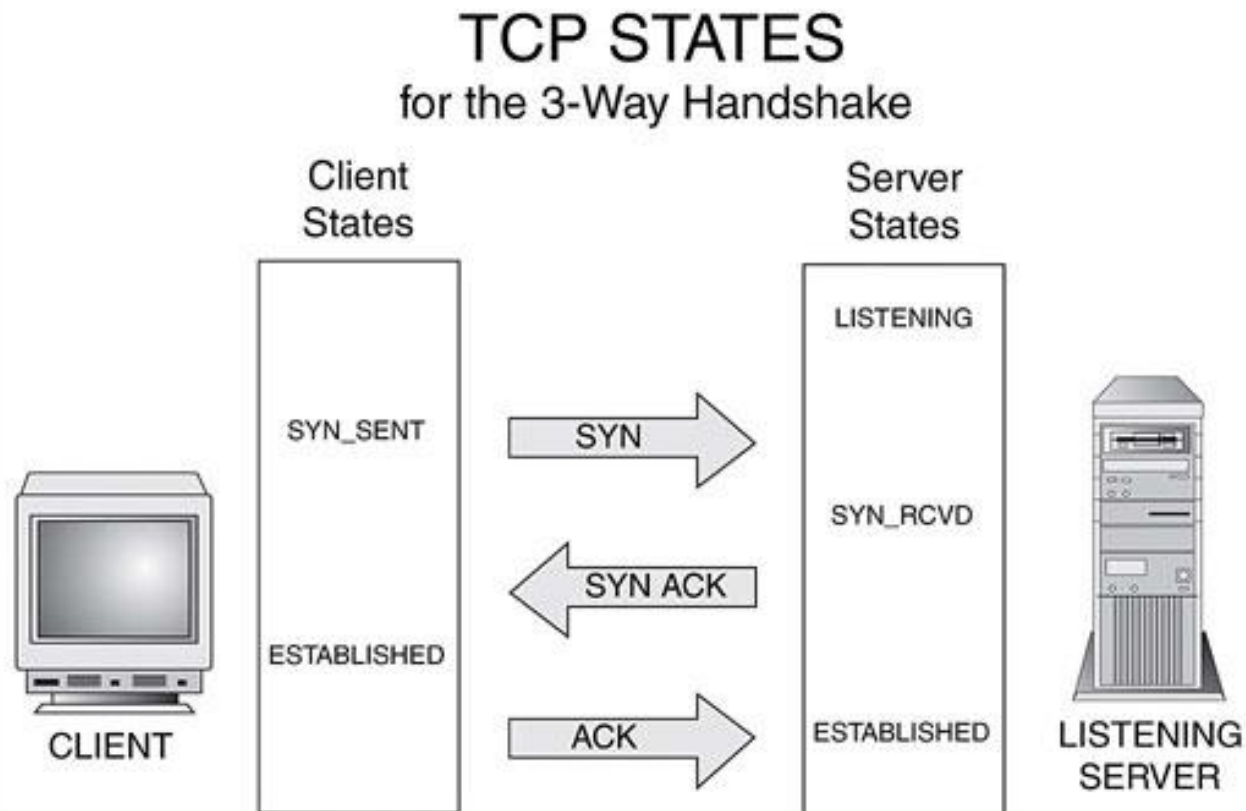 TCP STATES
for the 3-Way Handshake
Client
States
Server
States
LISTENING
SYN_SENT
SYN
SYN_RCVD
SYN ACK
ESTABLISHED
ACK
ESTABLISHED
CLIENT
LISTENING
SERVER